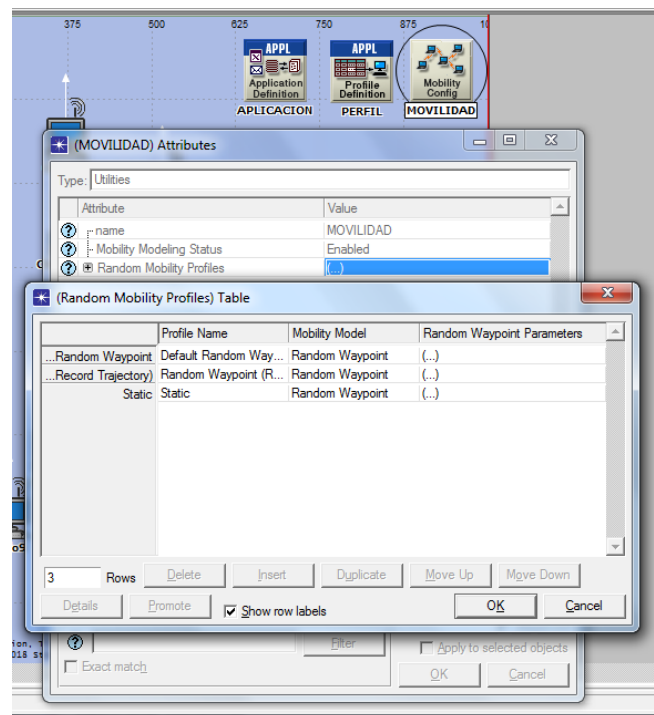 375 500 625 750 875 10
APPL APPL
Application Definition Profile Definition Mobility Config
APLICACION PERFIL MOVILIDAD
(MOVILIDAD) Attributes
Type: Utilities
Attribute Value
name MOVILIDAD
Mobility Modeling Status Enabled
Random Mobility Profiles (...)
(Random Mobility Profiles) Table
Profile Name Mobility Model Random Waypoint Parameters
...Random Waypoint Default Random Way... Random Waypoint (...)
...Record Trajectory) Random Waypoint (R... Random Waypoint (...)
Static Static Random Waypoint (...)
3 Rows Delete Insert Duplicate Move Up Move Down
Details Promote Show row labels OK Cancel
Filter Apply to selected objects
Exact match OK Cancel